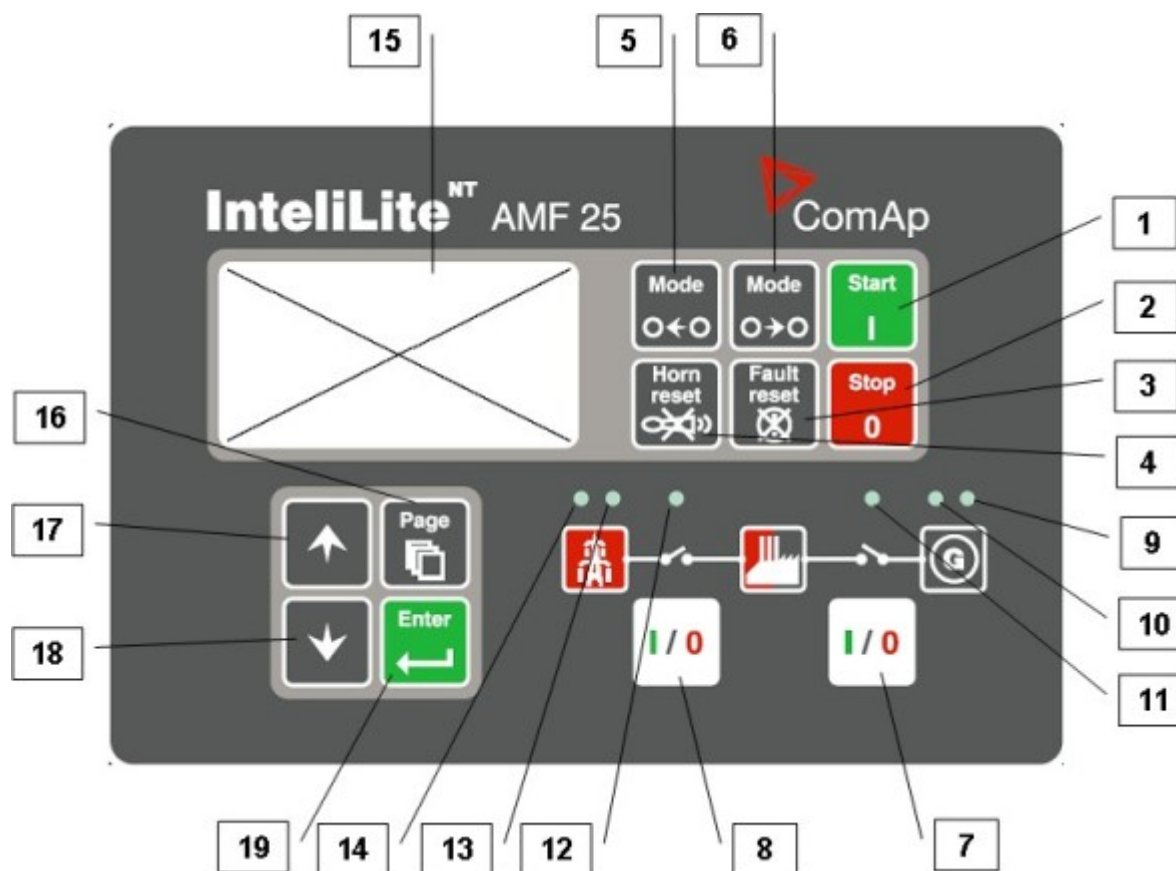 15
5
6
InteliLite NT AMF 25
ComAp
1
Mode
Mode
Start
I
2
Horn
reset
Fault
reset
Stop
0
3
4
16
17
Page
9
G
10
18
Enter
I / 0
I / 0
11
19
14
13
12
8
7